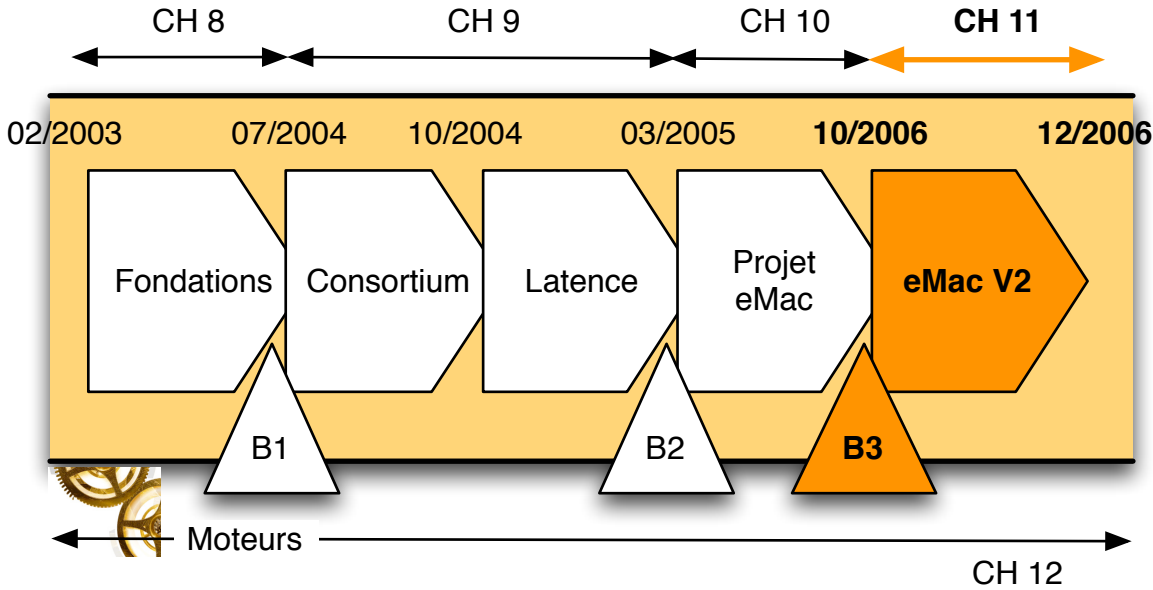 CH 8
CH 9
CH 10
CH 11
02/2003
07/2004
10/2004
03/2005
10/2006
12/2006
Fondations
Consortium
Latence
Projet
eMac
eMac V2
B1
B2
B3
Moteurs
CH 12